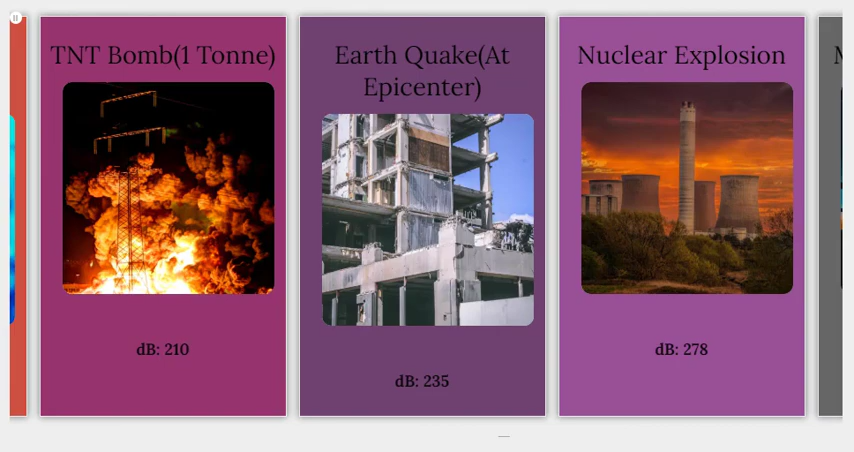 TNT Bomb(1 Tonne)
dB: 210
Earth Quake(At
Epicenter)
dB: 235
Nuclear Explosion
dB: 278